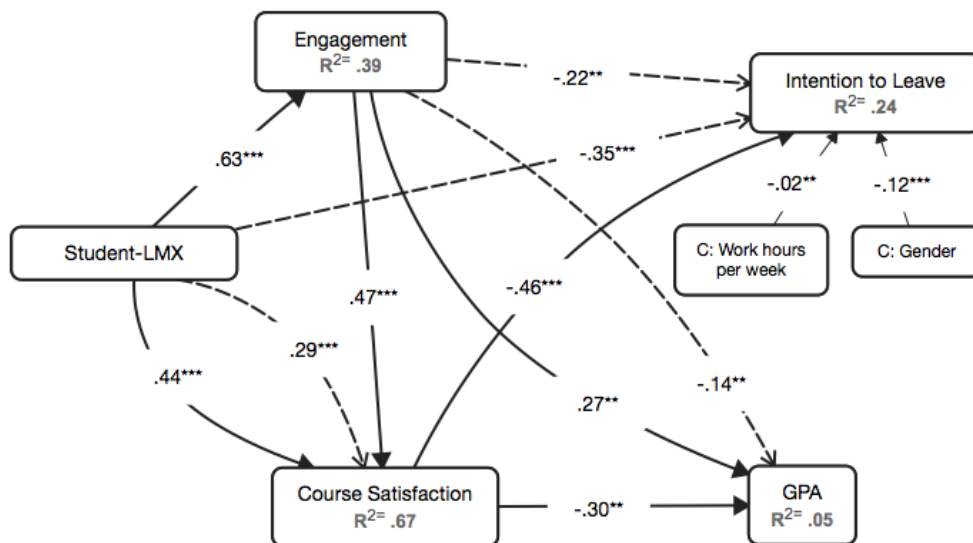 Engagement
R²⁼ .39
-.22**
Intention to Leave
R²⁼ .24
.63***
-.35***
-.02**
-.12***
Student-LMX
C: Work hours
per week
C: Gender
.47***
-.46***
.29***
.44***
-.14**
.27**
Course Satisfaction
R²⁼ .67
-.30**
GPA
R²⁼ .05